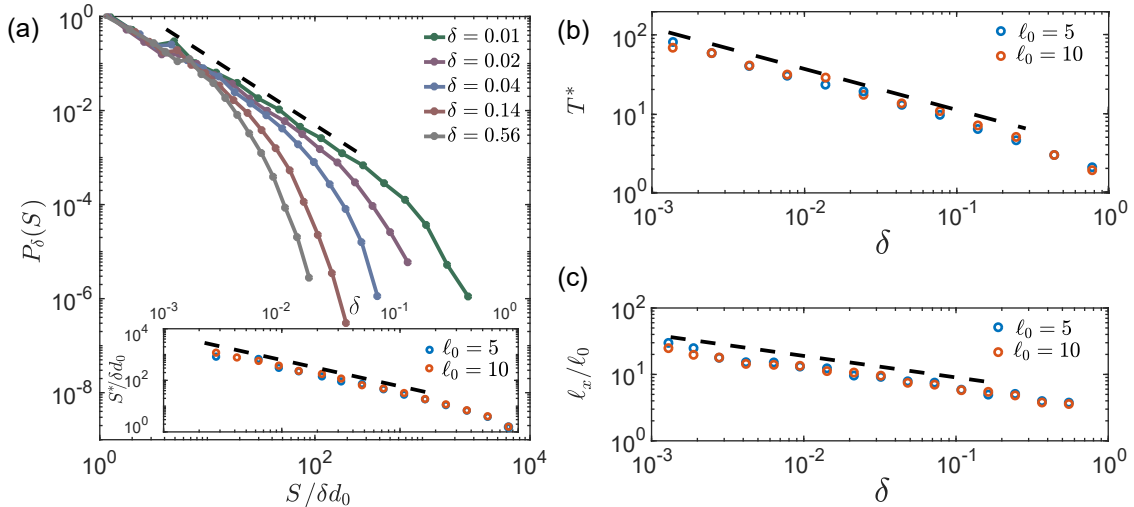 (a)
P_δ(S)
10^0
10^-2
10^-4
10^-6
10^-8
δ = 0.01
δ = 0.02
δ = 0.04
δ = 0.14
δ = 0.56
10^-3 10^-2 δ 10^-1 10^0
S*/δd_0
10^4
10^2
10^0
ℓ_0 = 5
ℓ_0 = 10
10^0 10^2 10^4
S/δd_0
(b)
T*
10^2
10^1
10^0
ℓ_0 = 5
ℓ_0 = 10
10^-3 10^-2 10^-1 10^0
δ
(c)
ℓ_x/ℓ_0
10^2
10^1
10^0
ℓ_0 = 5
ℓ_0 = 10
10^-3 10^-2 10^-1 10^0
δ